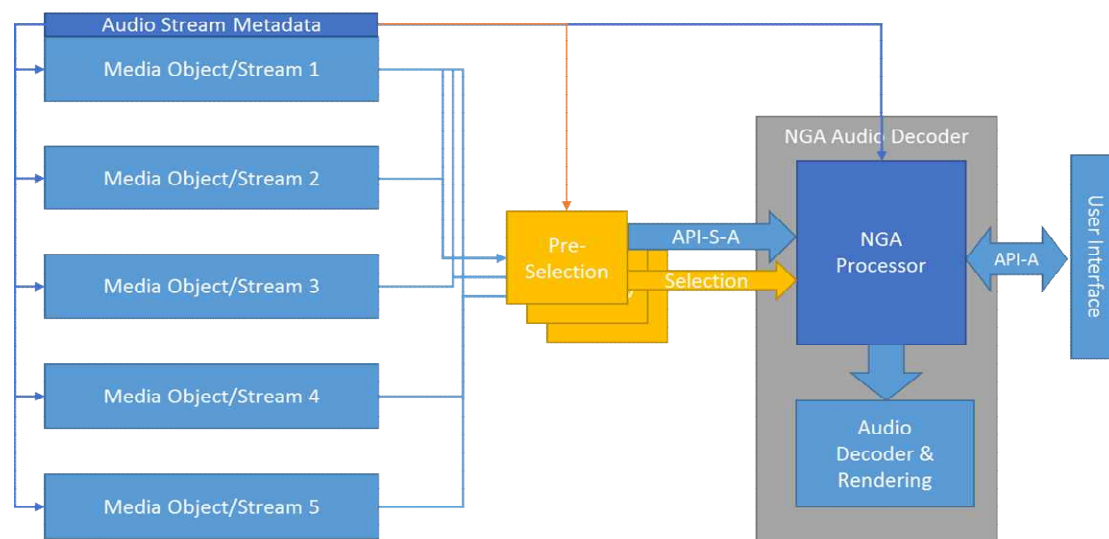 Audio Stream Metadata
Media Object/Stream 1
Media Object/Stream 2
Media Object/Stream 3
Media Object/Stream 4
Media Object/Stream 5
Pre-
Selection
API-S-A
Selection
NGA Audio Decoder
NGA
Processor
Audio
Decoder &
Rendering
API-A
User Interface